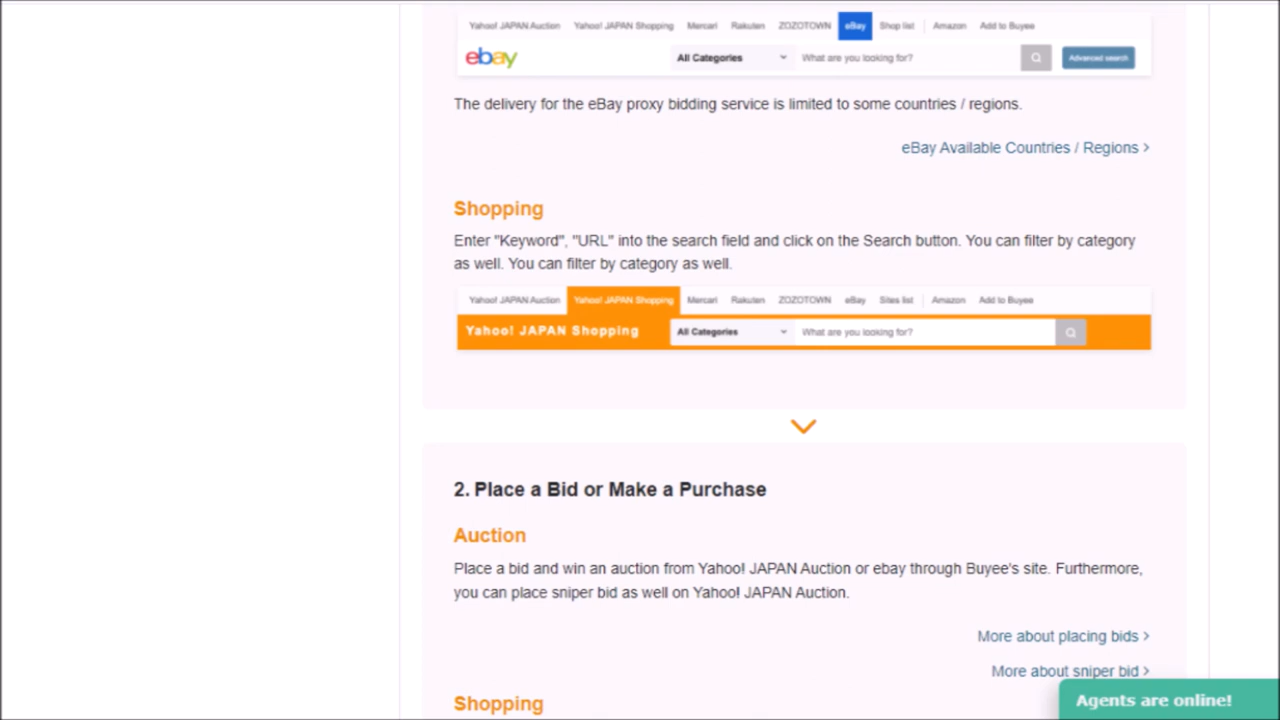 Yahoo! JAPAN Auction Yahoo! JAPAN Shopping Mercari Rakuten ZOZOTOWN eBay Shop list Amazon Add to Buyee
ebay All Categories What are you looking for? Advanced search
The delivery for the eBay proxy bidding service is limited to some countries / regions.
eBay Available Countries / Regions >
Shopping
Enter "Keyword", "URL" into the search field and click on the Search button. You can filter by category
as well. You can filter by category as well.
Yahoo! JAPAN Auction Yahoo! JAPAN Shopping Mercari Rakuten ZOZOTOWN eBay Sites list Amazon Add to Buyee
Yahoo! JAPAN Shopping All Categories What are you looking for?
2. Place a Bid or Make a Purchase
Auction
Place a bid and win an auction from Yahoo! JAPAN Auction or ebay through Buyee's site. Furthermore,
you can place sniper bid as well on Yahoo! JAPAN Auction.
More about placing bids >
More about sniper bid >
Shopping
Agents are online!